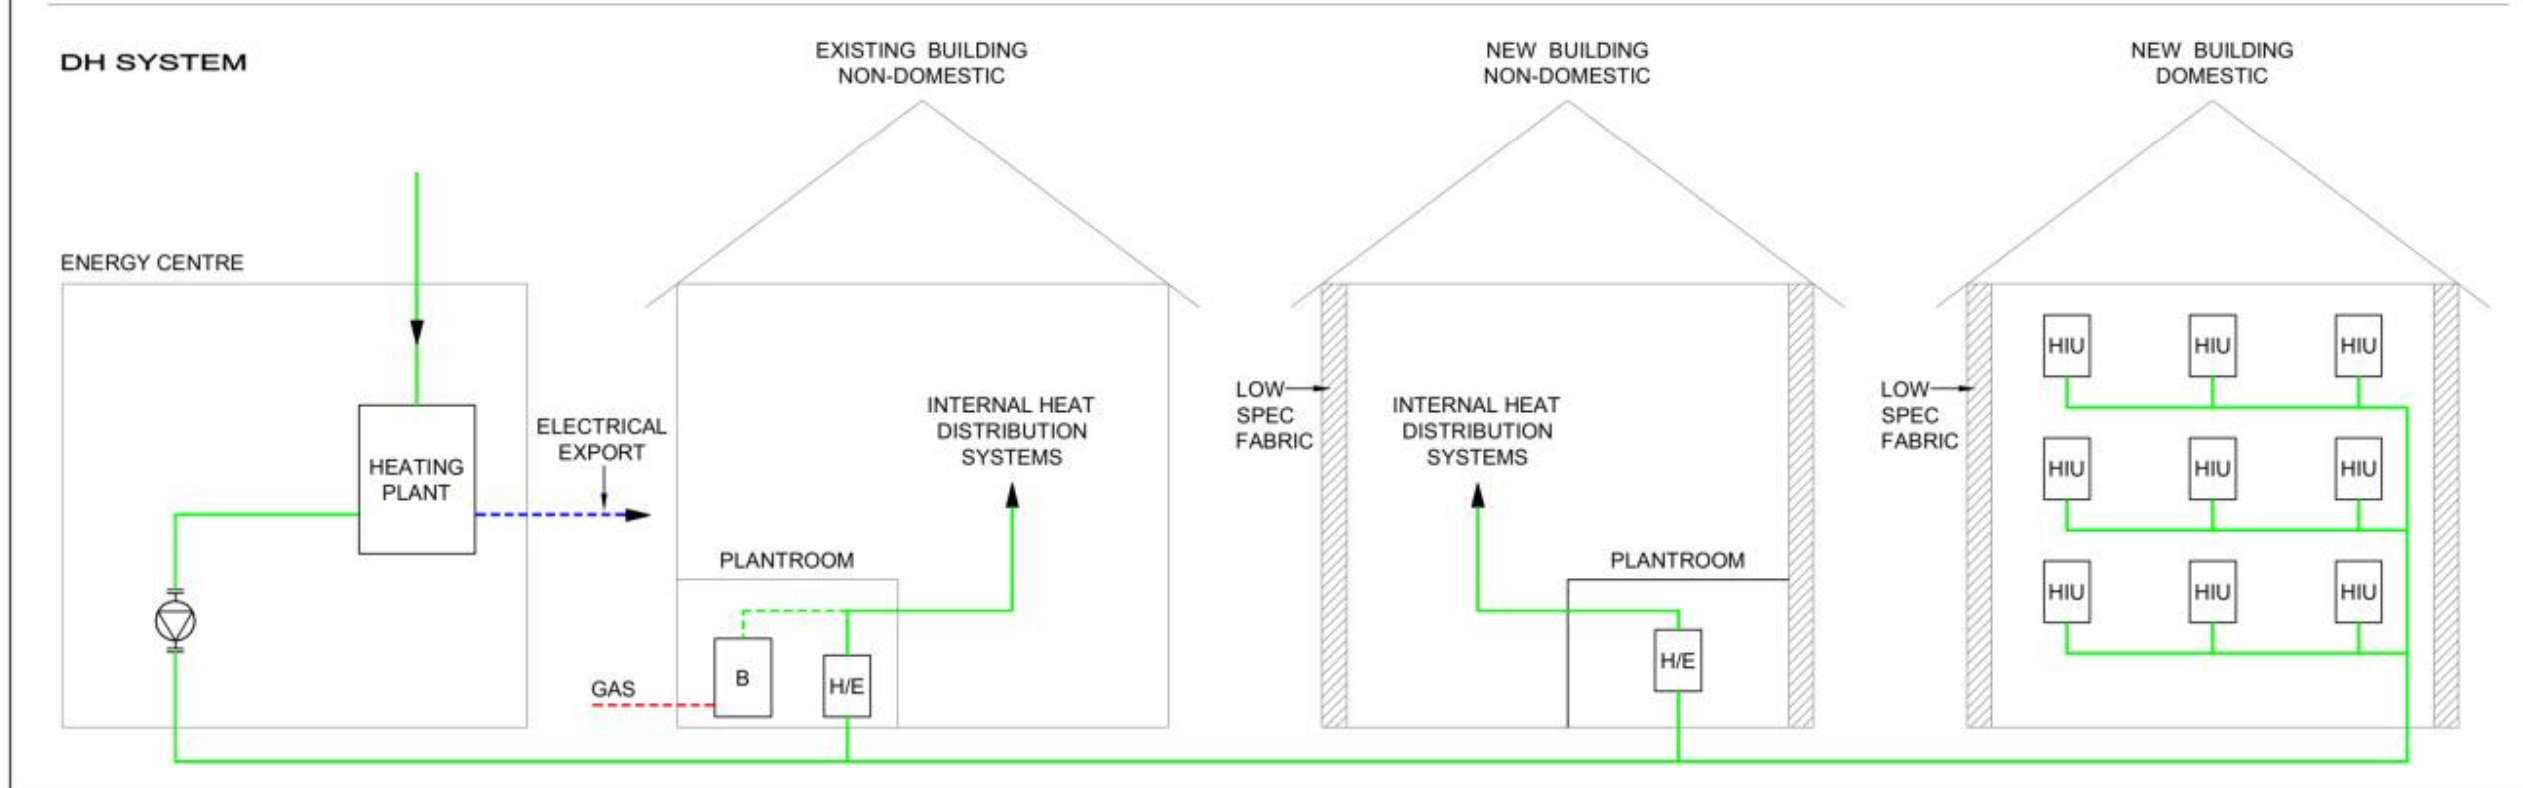 DH SYSTEM
EXISTING BUILDING
NON-DOMESTIC
NEW BUILDING
NON-DOMESTIC
NEW BUILDING
DOMESTIC
ENERGY CENTRE
HEATING
PLANT
ELECTRICAL
EXPORT
PLANTROOM
GAS
B
H/E
INTERNAL HEAT
DISTRIBUTION
SYSTEMS
LOW
SPEC
FABRIC
INTERNAL HEAT
DISTRIBUTION
SYSTEMS
PLANTROOM
H/E
LOW
SPEC
FABRIC
HIU HIU HIU
HIU HIU HIU
HIU HIU HIU